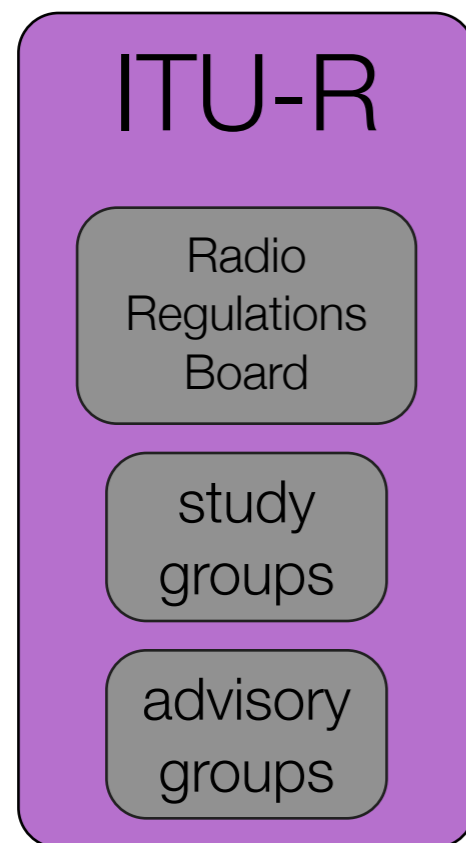 ITU-R
Radio
Regulations
Board
study
groups
advisory
groups